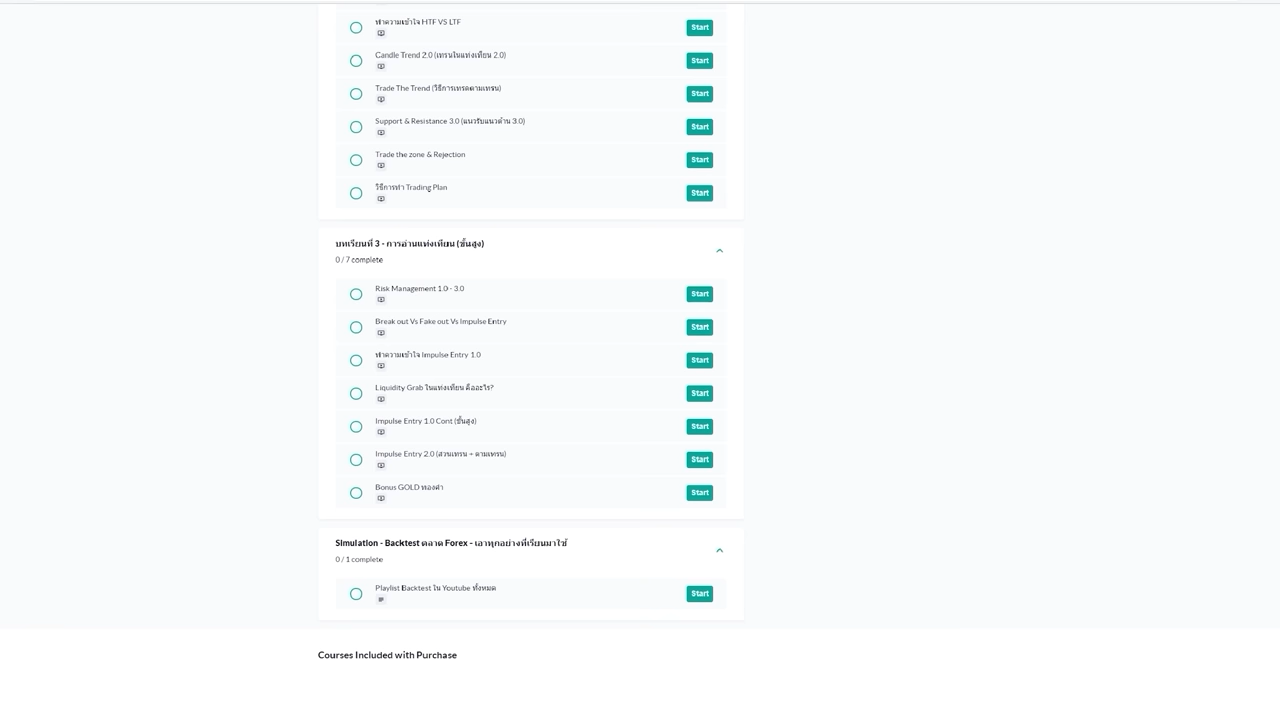 ทำความเข้าใจ HTF VS LTF
Start
Candle Trend 2.0 (เทรนในแท่งเทียน 2.0)
Start
Trade The Trend (วิธีการเทรดตามเทรน)
Start
Support & Resistance 3.0 (แนวรับแนวต้าน 3.0)
Start
Trade the zone & Rejection
Start
วิธีการทำ Trading Plan
Start
บทเรียนที่ 3 - การอ่านแท่งเทียน (ขั้นสูง)
0 / 7 complete
Risk Management 1.0 - 3.0
Start
Break out Vs Fake out Vs Impulse Entry
Start
ทำความเข้าใจ Impulse Entry 1.0
Start
Liquidity Grab ในแท่งเทียน คืออะไร?
Start
Impulse Entry 1.0 Cont (ขั้นสูง)
Start
Impulse Entry 2.0 (สวนเทรน + ตามเทรน)
Start
Bonus GOLD ทองคำ
Start
Simulation - Backtest ตลาด Forex - เอาทุกอย่างที่เรียนมาใช้
0 / 1 complete
Playlist Backtest ใน Youtube ทั้งหมด
Start
Courses Included with Purchase